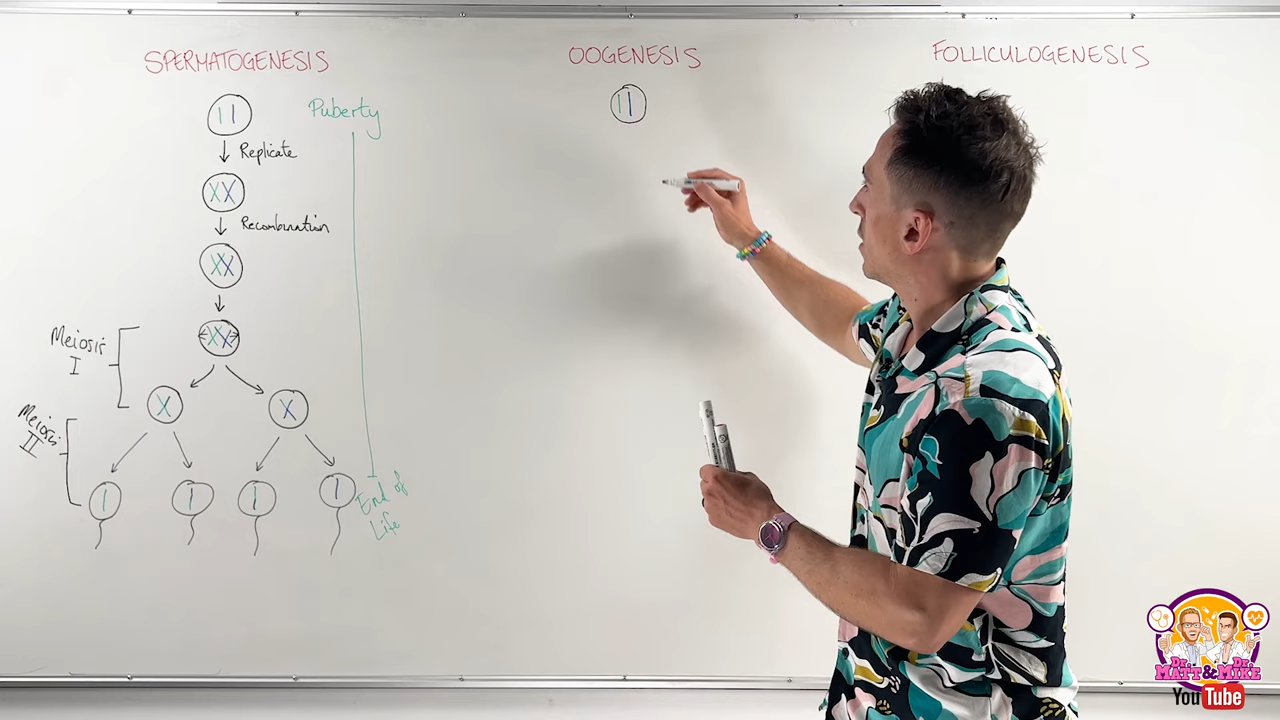 SPERMATOGENESIS
OOGENESIS
FOLLICULOGENESIS
Puberty
Replicate
Recombination
Meiosis
I
Meiosis
II
End of
Life
Dr. Dr.
MATT & MIKE
YouTube